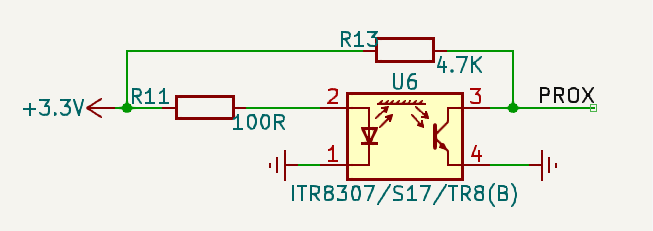 R13
4.7K
U6
+3.3V
R11
100R
2
3
PROX
1
4
ITR8307/S17/TR8(B)